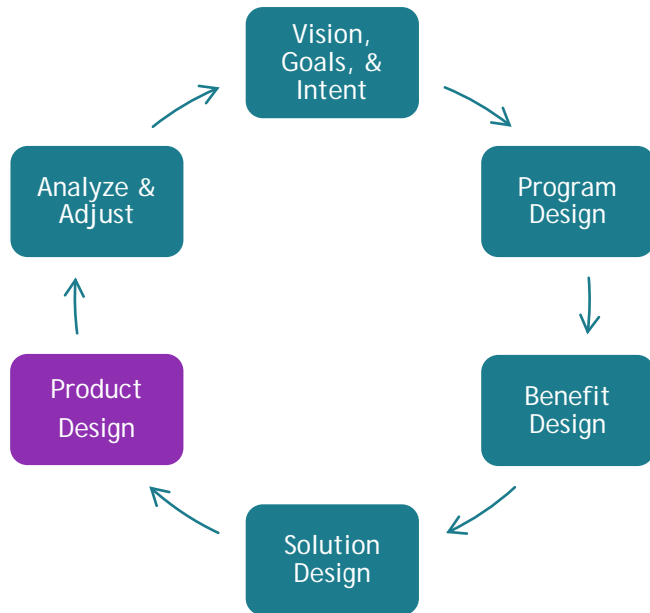 Vision,
Goals, &
Intent
Program
Design
Benefit
Design
Solution
Design
Product
Design
Analyze &
Adjust